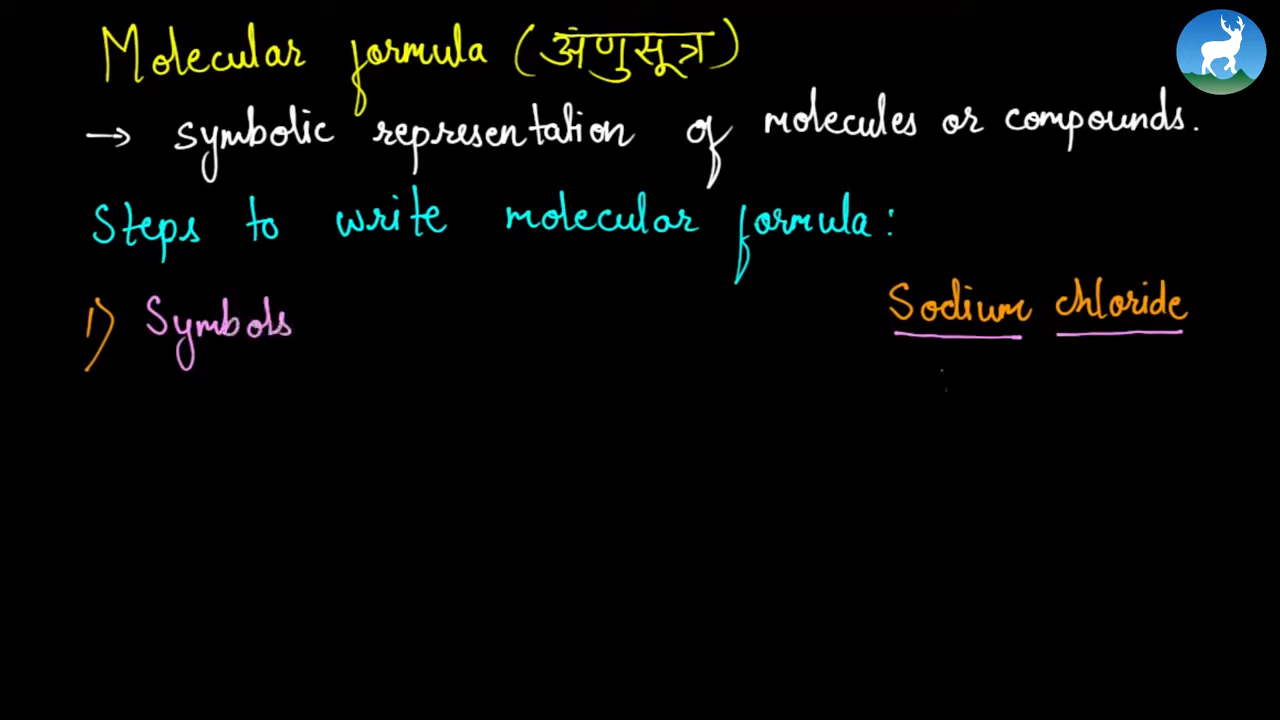 Molecular formula (अणुसूत्र)
→ symbolic representation of molecules or compounds.
Steps to write molecular formula:
1) Symbols
Sodium chloride